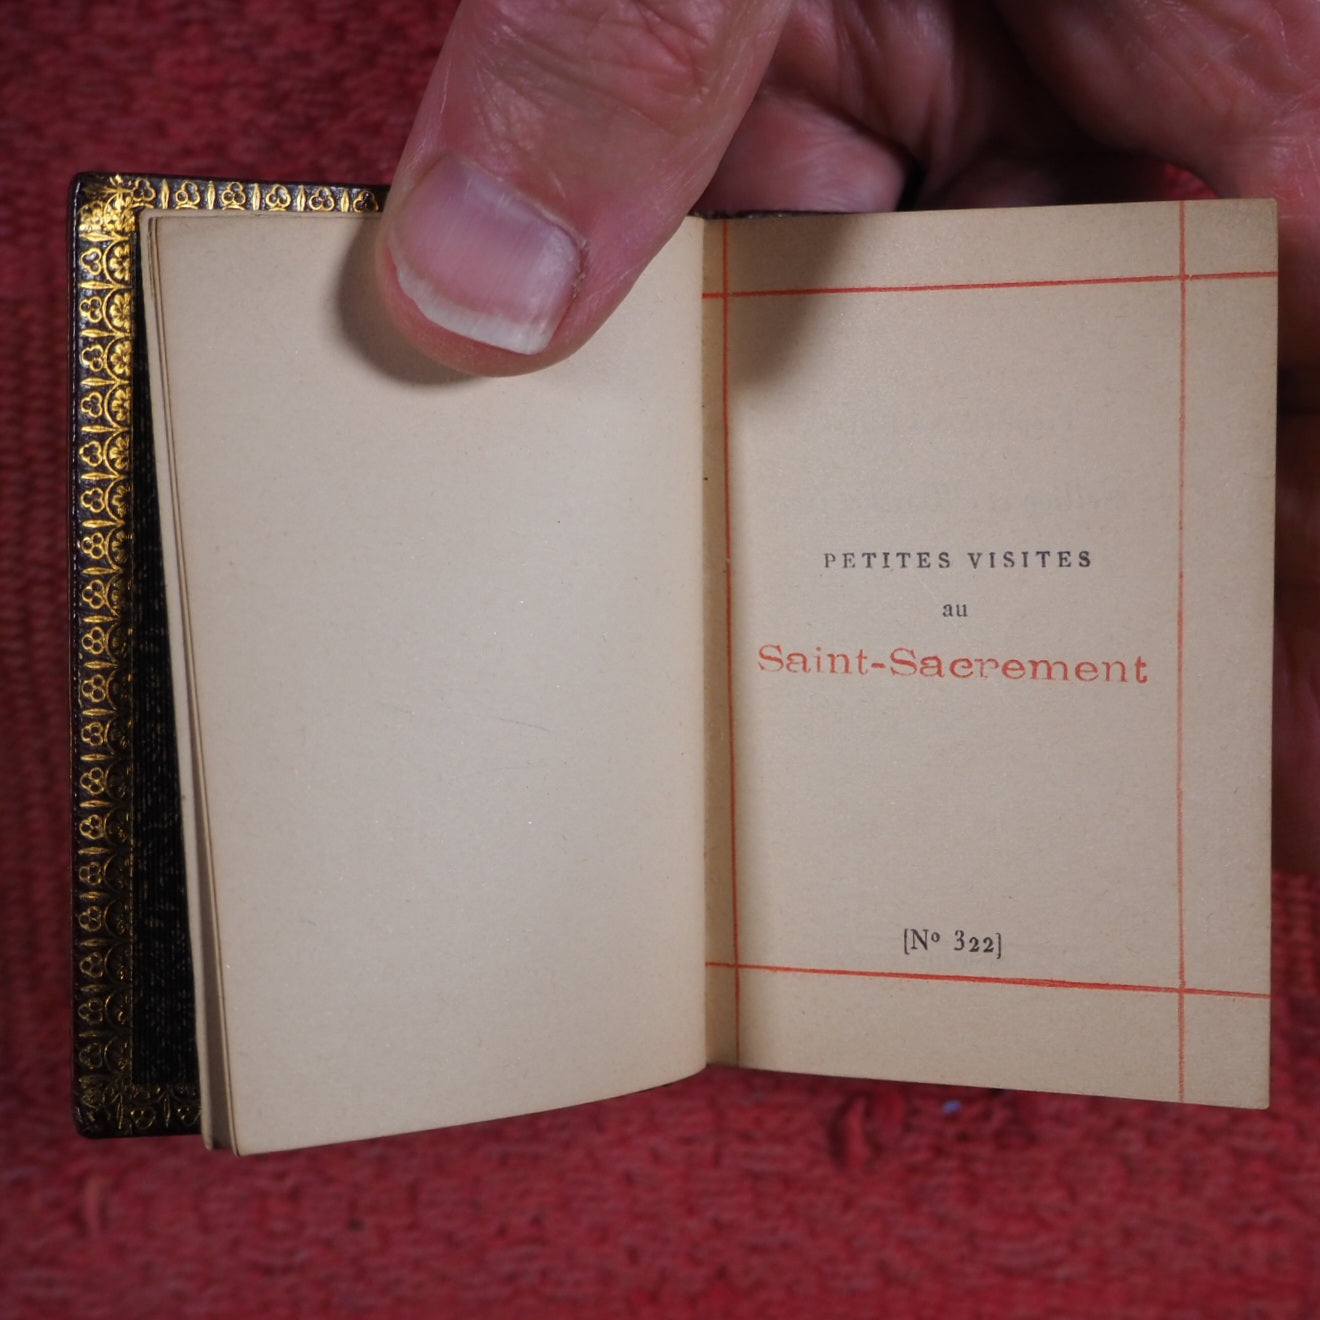 PETITES VISITES
au
Saint-Sacrement
[Nº 322]